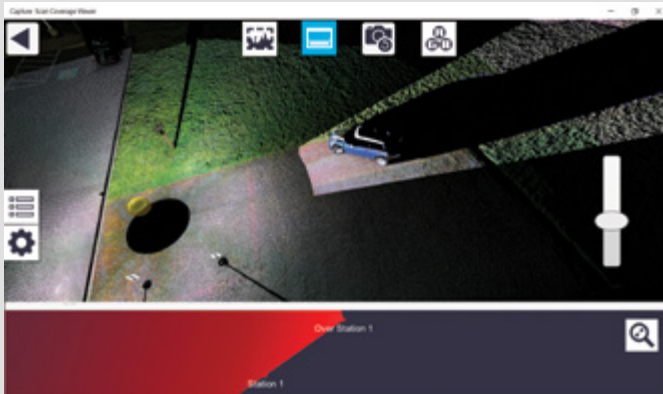 Capture Scan Coverage Viewer
R
G B
Over Station 1
Station 1